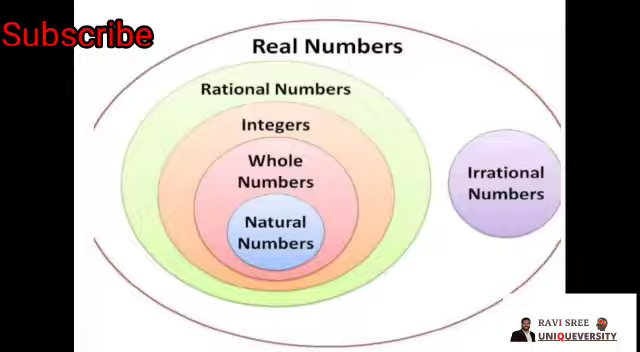 Subscribe
Real Numbers
Rational Numbers
Integers
Whole
Numbers
Natural
Numbers
Irrational
Numbers
RAVI SREE
UNIQUEVERSITY